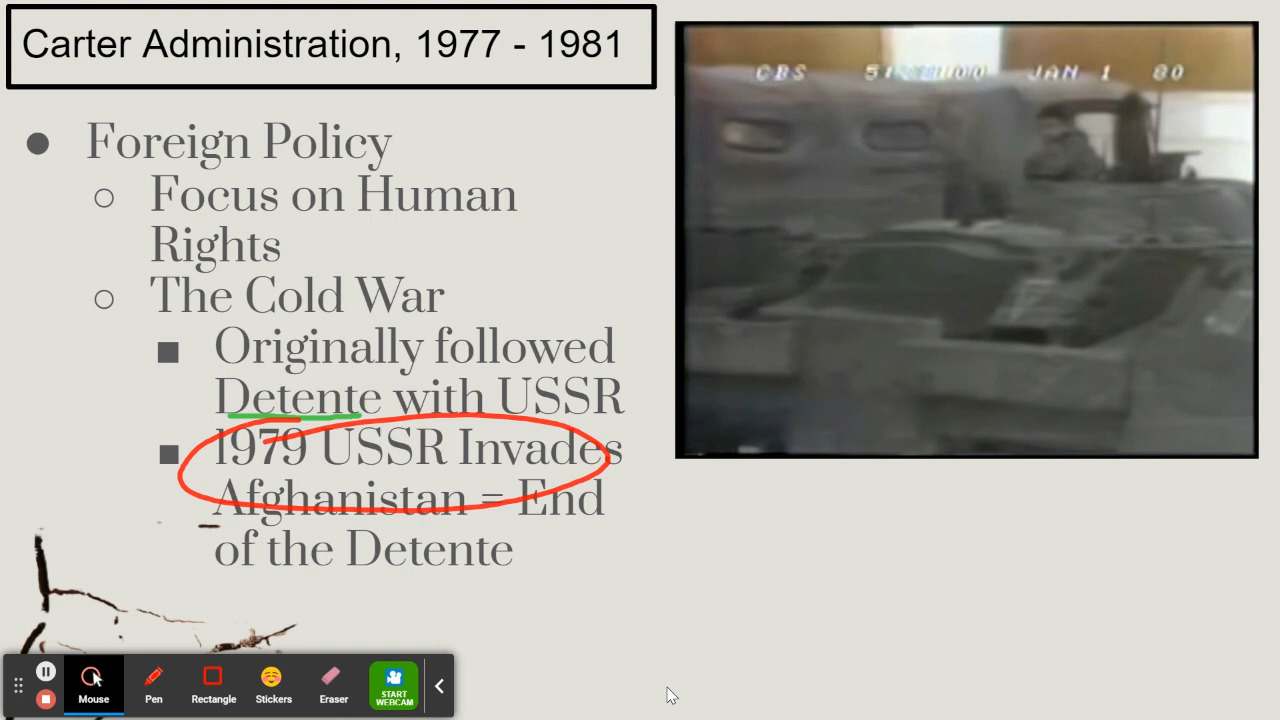 Carter Administration, 1977 - 1981
Foreign Policy
Focus on Human
Rights
The Cold War
Originally followed
Detente with USSR
1979 USSR Invades
Afghanistan = End
of the Detente
CBS JAN 1 80
Mouse
Pen
Rectangle
Stickers
Eraser
START
WEBCAM